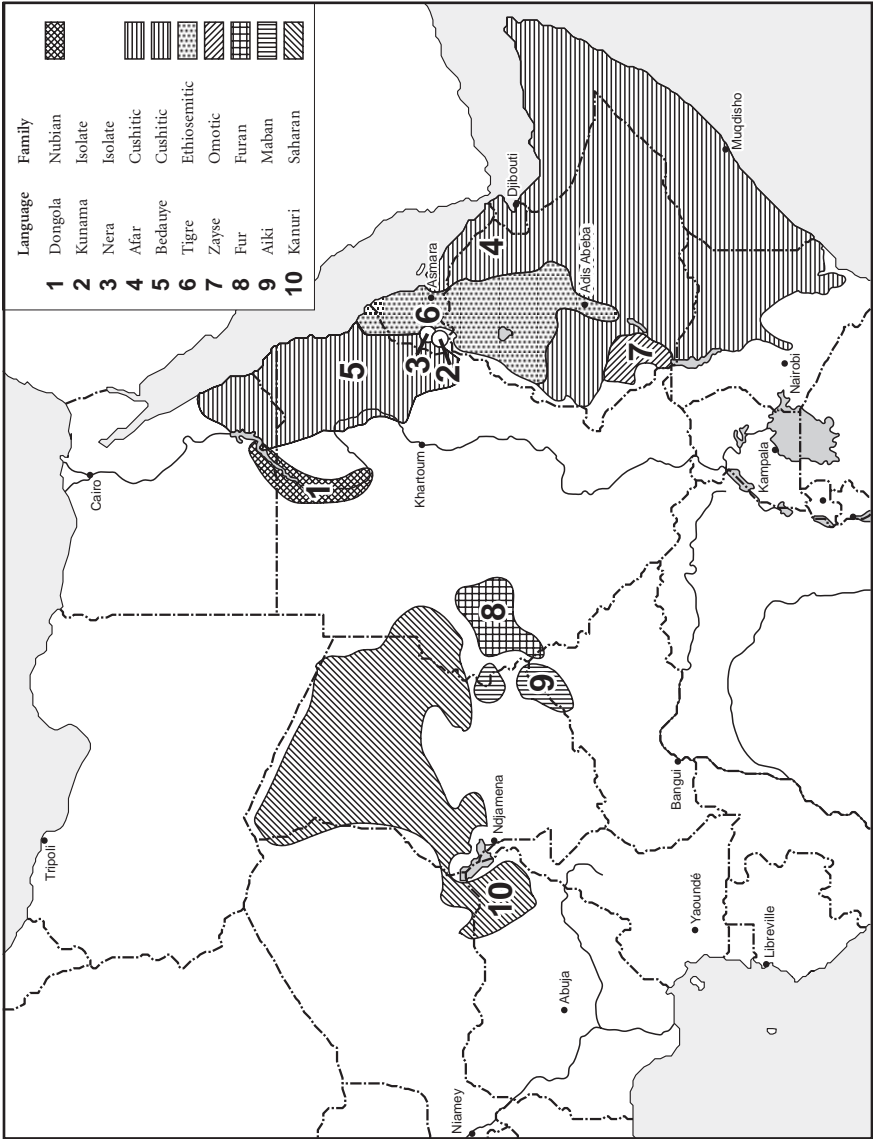 Language Family
1 Dongola Nubian
2 Kunama Isolate
3 Nera Isolate
4 Afar Cushitic
5 Bedauye Cushitic
6 Tigre Ethiosemitic
7 Zayse Omotic
8 Fur Furan
9 Aiki Maban
10 Kanuri Saharan
Tripoli
Cairo
1
5
Khartoum
3
2
6
Asmara
4
Djibouti
Adis Abeba
7
Muqdisho
Nairobi
Kampala
8
9
10
Ndjamena
Niamey
Abuja
Bangui
Yaoundé
Libreville